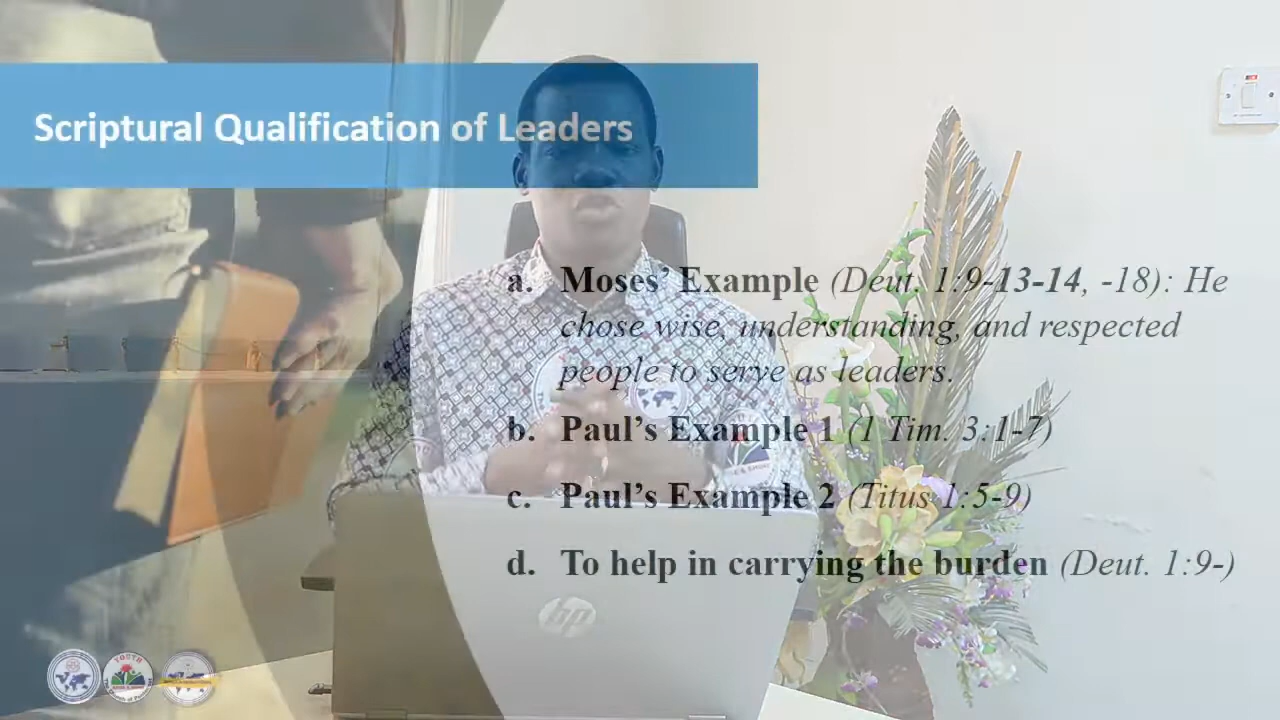 Scriptural Qualification of Leaders
a. Moses' Example (Deut. 1:9-13-14, -18): He
chose wise, understanding, and respected
people to serve as leaders.
b. Paul's Example 1 (1 Tim. 3:1-7)
c. Paul's Example 2 (Titus 1:5-9)
d. To help in carrying the burden (Deut. 1:9-)
hp
YOUTH